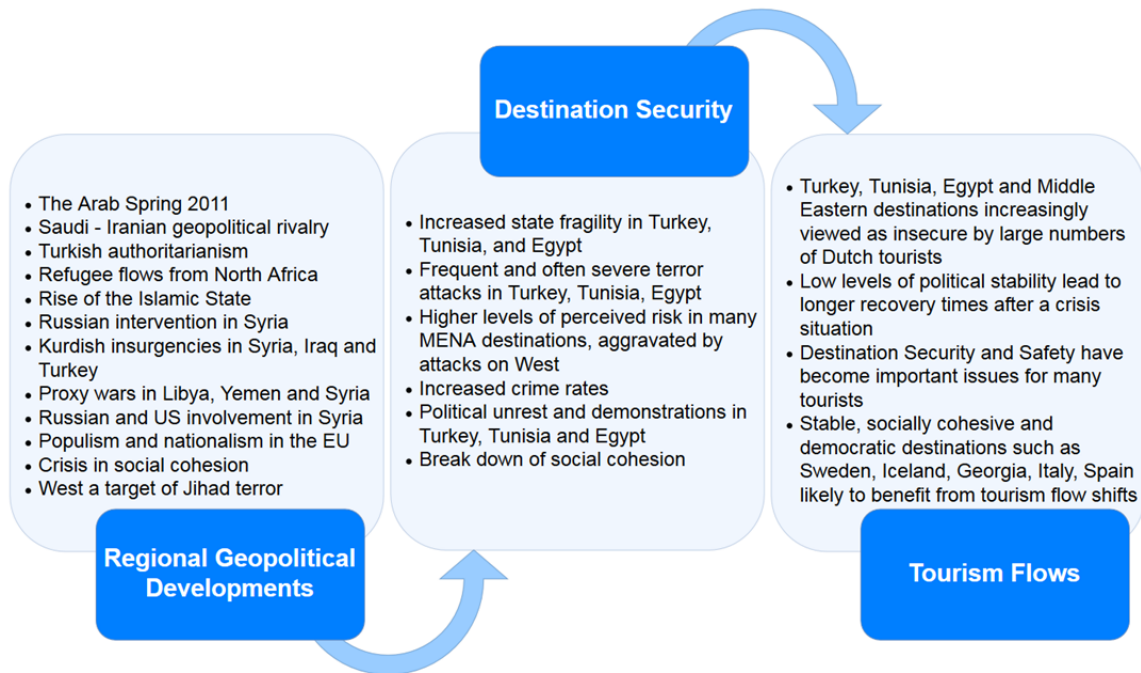 • The Arab Spring 2011
• Saudi - Iranian geopolitical rivalry
• Turkish authoritarianism
• Refugee flows from North Africa
• Rise of the Islamic State
• Russian intervention in Syria
• Kurdish insurgencies in Syria, Iraq and
Turkey
• Proxy wars in Libya, Yemen and Syria
• Russian and US involvement in Syria
• Populism and nationalism in the EU
• Crisis in social cohesion
• West a target of Jihad terror
Regional Geopolitical
Developments
Destination Security
• Increased state fragility in Turkey,
Tunisia, and Egypt
• Frequent and often severe terror
attacks in Turkey, Tunisia, Egypt
• Higher levels of perceived risk in many
MENA destinations, aggravated by
attacks on West
• Increased crime rates
• Political unrest and demonstrations in
Turkey, Tunisia and Egypt
• Break down of social cohesion
• Turkey, Tunisia, Egypt and Middle
Eastern destinations increasingly
viewed as insecure by large numbers
of Dutch tourists
• Low levels of political stability lead to
longer recovery times after a crisis
situation
• Destination Security and Safety have
become important issues for many
tourists
• Stable, socially cohesive and
democratic destinations such as
Sweden, Iceland, Georgia, Italy, Spain
likely to benefit from tourism flow shifts
Tourism Flows